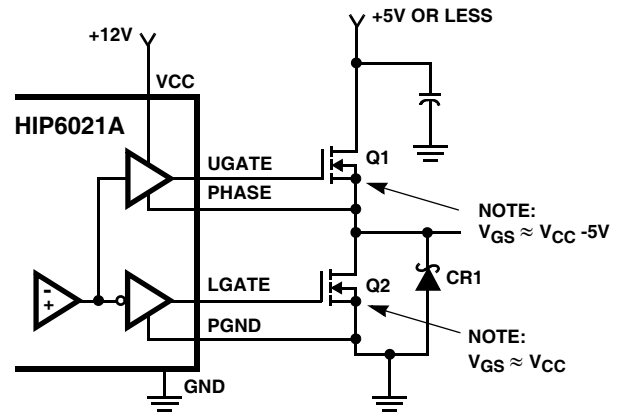 +5V OR LESS
+12V
VCC
HIP6021A
UGATE
Q1
PHASE
NOTE:
VGS ≈ VCC -5V
-
+
LGATE
Q2
CR1
PGND
NOTE:
VGS ≈ VCC
GND